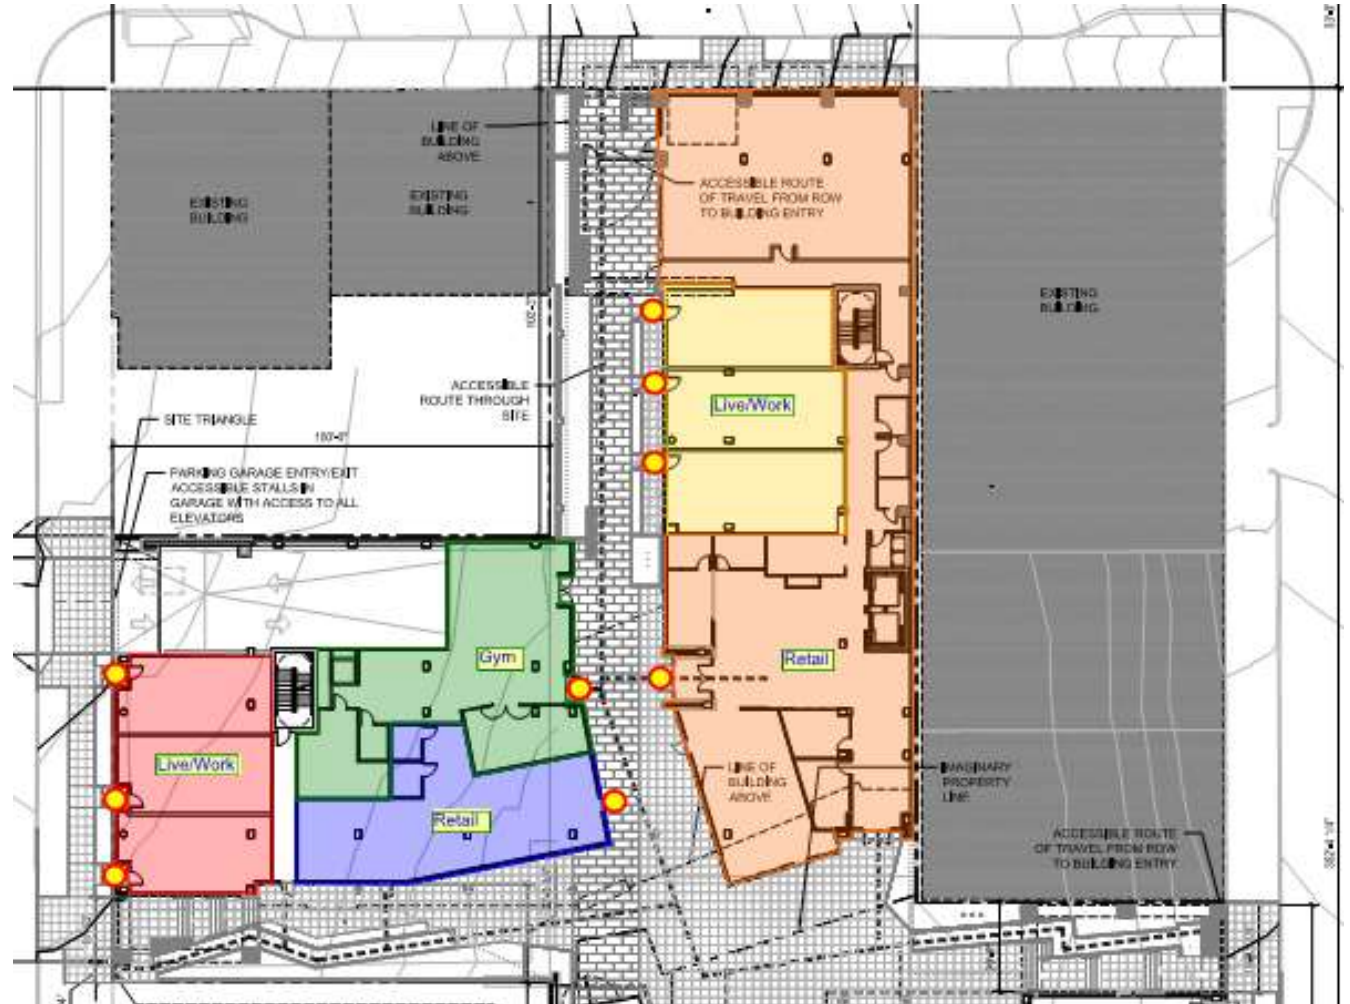 LINE OF
BUILDING
ABOVE
EXISTING
BUILDING
EXISTING
BUILDING
ACCESSIBLE ROUTE
OF TRAVEL FROM ROW
TO BUILDING ENTRY
EXISTING
BUILDING
ACCESSIBLE
ROUTE THROUGH
SITE
Live/Work
SITE TRIANGLE
PARKING GARAGE ENTRY/EXIT
ACCESSIBLE STALLS IN
GARAGE WITH ACCESS TO ALL
ELEVATORS
Gym
Retail
Live/Work
Retail
LINE OF
BUILDING
ABOVE
IMAGINARY
PROPERTY
LINE
ACCESSIBLE ROUTE
OF TRAVEL FROM ROW
TO BUILDING ENTRY